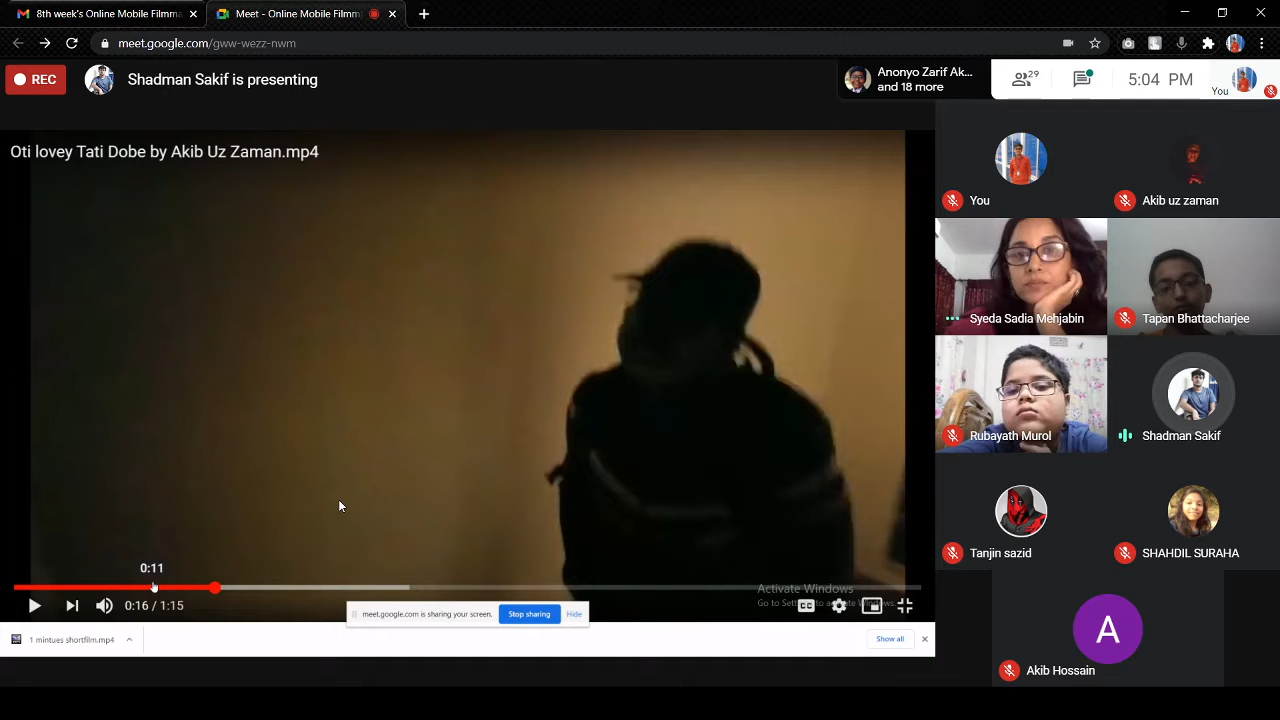 8th week's Online Mobile Filmma
Meet - Online Mobile Filmm
meet.google.com/gww-wezz-nwm
REC
Shadman Sakif is presenting
Anonyo Zarif Ak...
and 18 more
29
5:04 PM
You
Oti lovey Tati Dobe by Akib Uz Zaman.mp4
You
Akib uz zaman
Syeda Sadia Mehjabin
Tapan Bhattacharjee
Rubayath Murol
Shadman Sakif
Tanjin sazid
SHAHDIL SURAHA
A
Akib Hossain
0:11
Activate Windows
0:16 / 1:15
meet.google.com is sharing your screen.
Stop sharing
Hide
1 mintues shortfilm.mp4
Show all